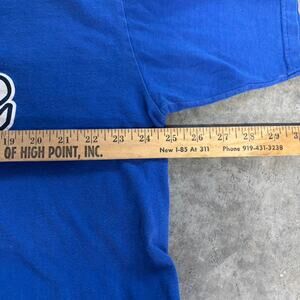 19 20 21 22 23 24 25 26 27 28 29
OF HIGH POINT, INC. New I-85 At 311 Phone 919-431-3238